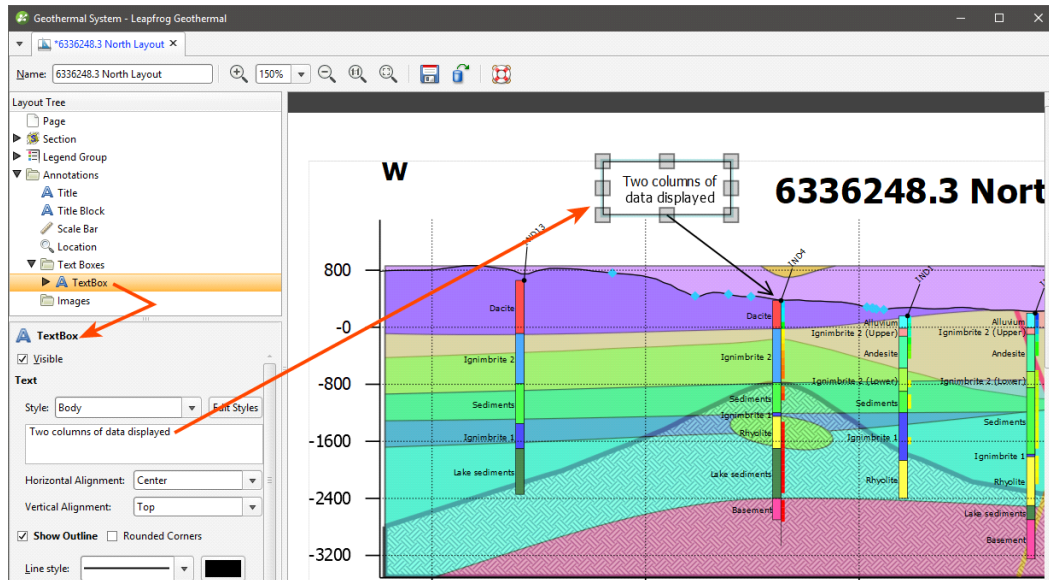 Geothermal System - Leapfrog Geothermal
*6336248.3 North Layout
Name: 6336248.3 North Layout
150%
Layout Tree
Page
Section
Legend Group
Annotations
Title
Title Block
Scale Bar
Location
Text Boxes
TextBox
Images
TextBox
Visible
Text
Style: Body
Edit Styles
Two columns of data displayed
Horizontal Alignment: Center
Vertical Alignment: Top
Show Outline
Rounded Corners
Line style:
W
Two columns of
data displayed
6336248.3 Nort
IND13
IND4
800
-0
-800
-1600
-2400
-3200
Dacite
Ignimbrite 2
Sediments
Ignimbrite 1
Lake sediments
Dacite
Ignimbrite 2
Sediments
Ignimbrite 1
Rhyolite
Lake sediments
Basement
Alluvium
Ignimbrite 2 (Upper)
Andesite
Ignimbrite 2 (Lower)
Sediments
Ignimbrite 1
Rhyolite
Alluvium
Ignimbrite 2 (Upper)
Andesite
Ignimbrite 2 (Lower)
Sediments
Ignimbrite 1
Rhyolite
Lake sediments
Basement